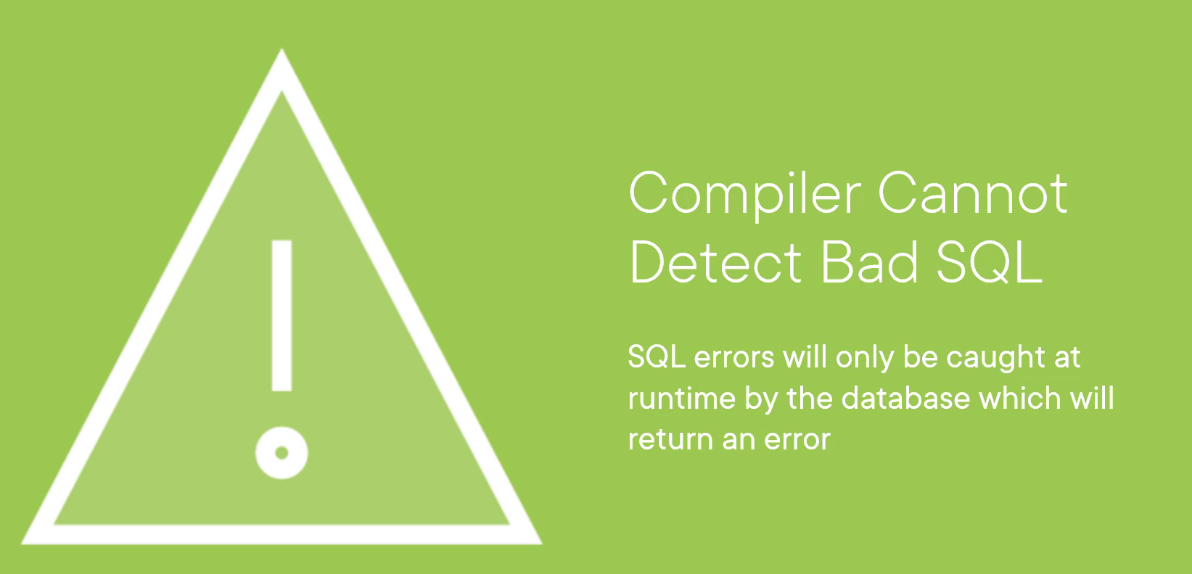 Compiler Cannot
Detect Bad SQL
SQL errors will only be caught at
runtime by the database which will
return an error